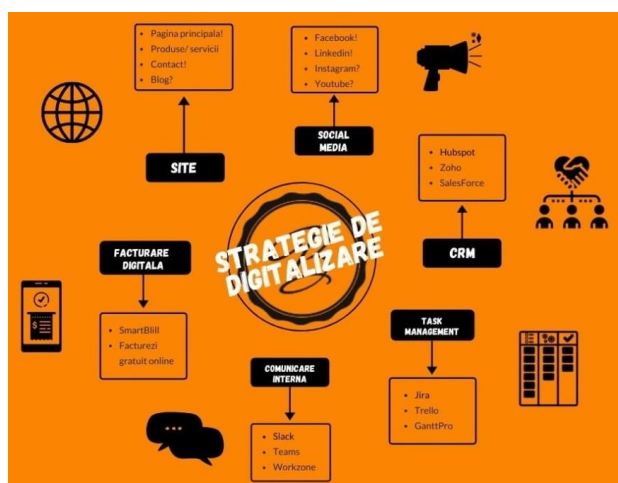 Pagina principala!
Produse/ servicii
Contact!
Blog?
SITE
Facebook!
Linkedin!
Instagram?
Youtube?
SOCIAL
MEDIA
Hubspot
Zoho
SalesForce
CRM
STRATEGIE DE
DIGITALIZARE
FACTURARE
DIGITALA
SmartBlill
Facturezi
gratuit online
TASK
MANAGEMENT
Jira
Trello
GanttPro
COMUNICARE
INTERNA
Slack
Teams
Workzone